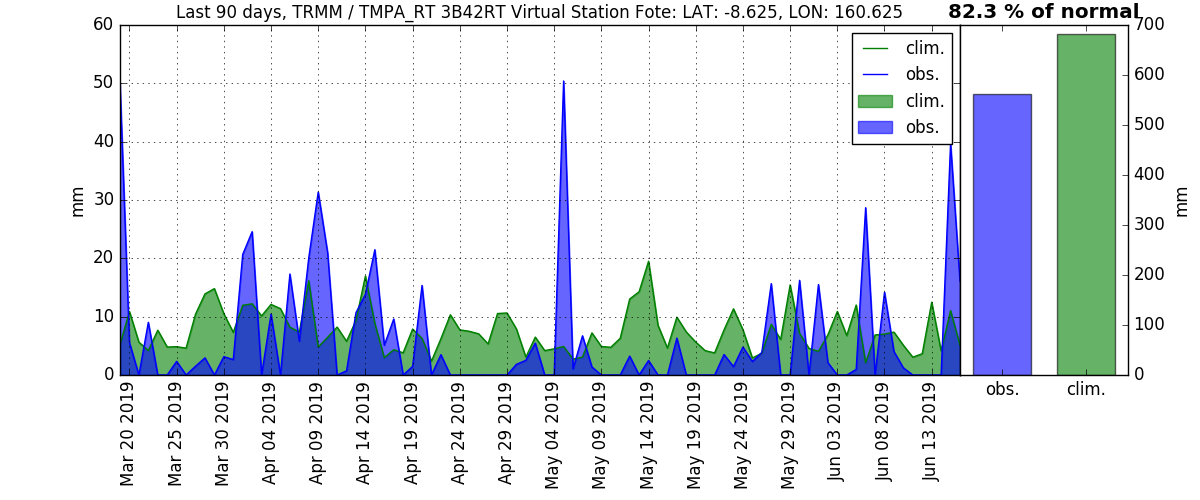 Last 90 days, TRMM / TMPA_RT 3B42RT Virtual Station Fote: LAT: -8.625, LON: 160.625
82.3 % of normal
clim.
obs.
clim.
obs.
mm
60
50
40
30
20
10
0
700
600
500
400
300
200
100
0
mm
Mar 20 2019
Mar 25 2019
Mar 30 2019
Apr 04 2019
Apr 09 2019
Apr 14 2019
Apr 19 2019
Apr 24 2019
Apr 29 2019
May 04 2019
May 09 2019
May 14 2019
May 19 2019
May 24 2019
May 29 2019
Jun 03 2019
Jun 08 2019
Jun 13 2019
obs.
clim.